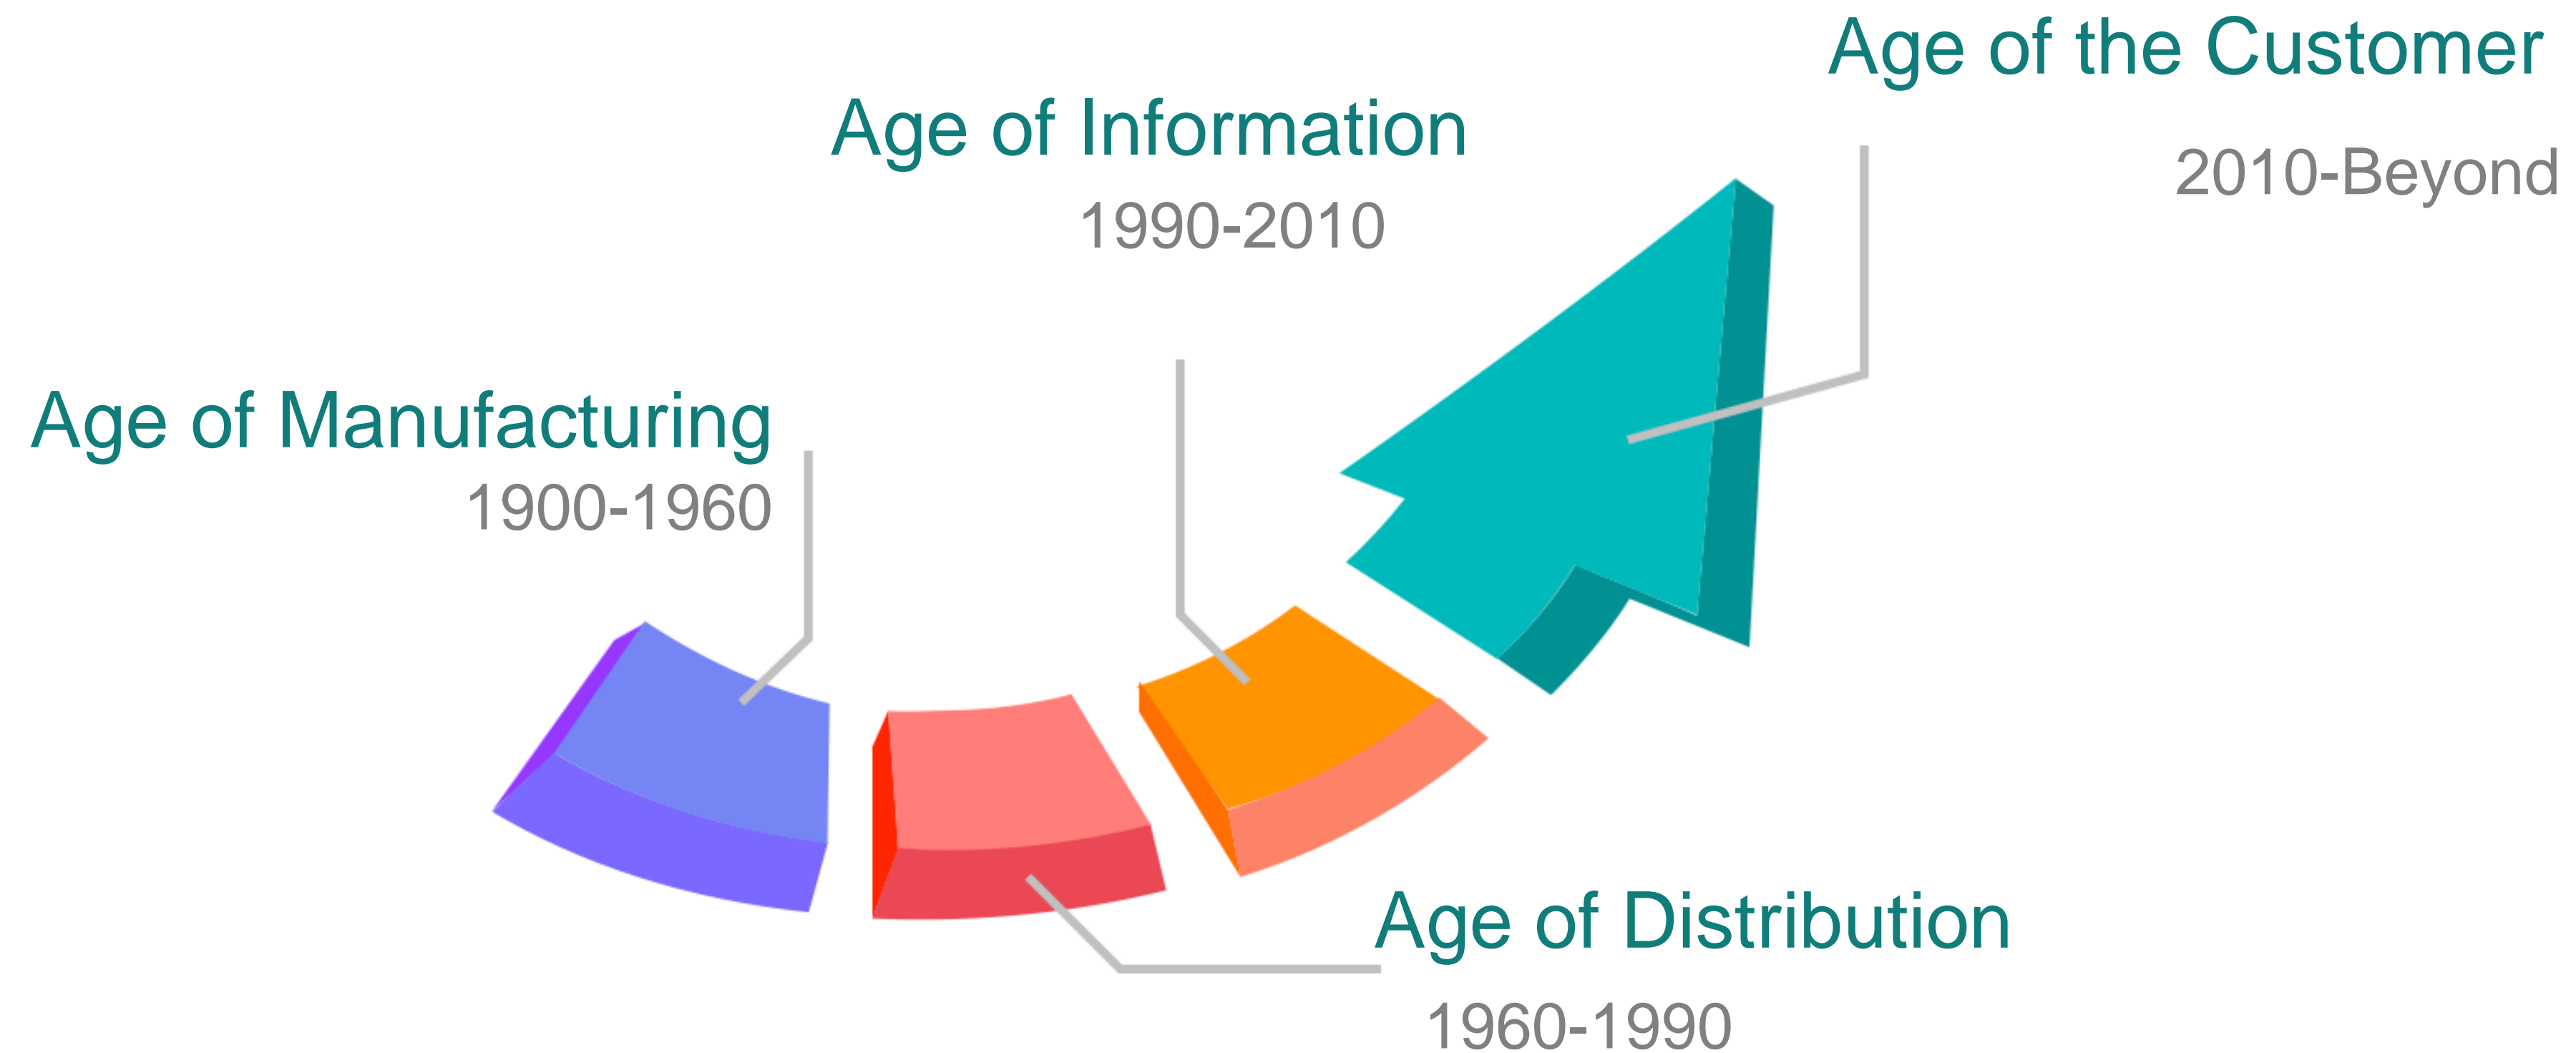 Age of the Customer
2010-Beyond
Age of Information
1990-2010
Age of Manufacturing
1900-1960
Age of Distribution
1960-1990